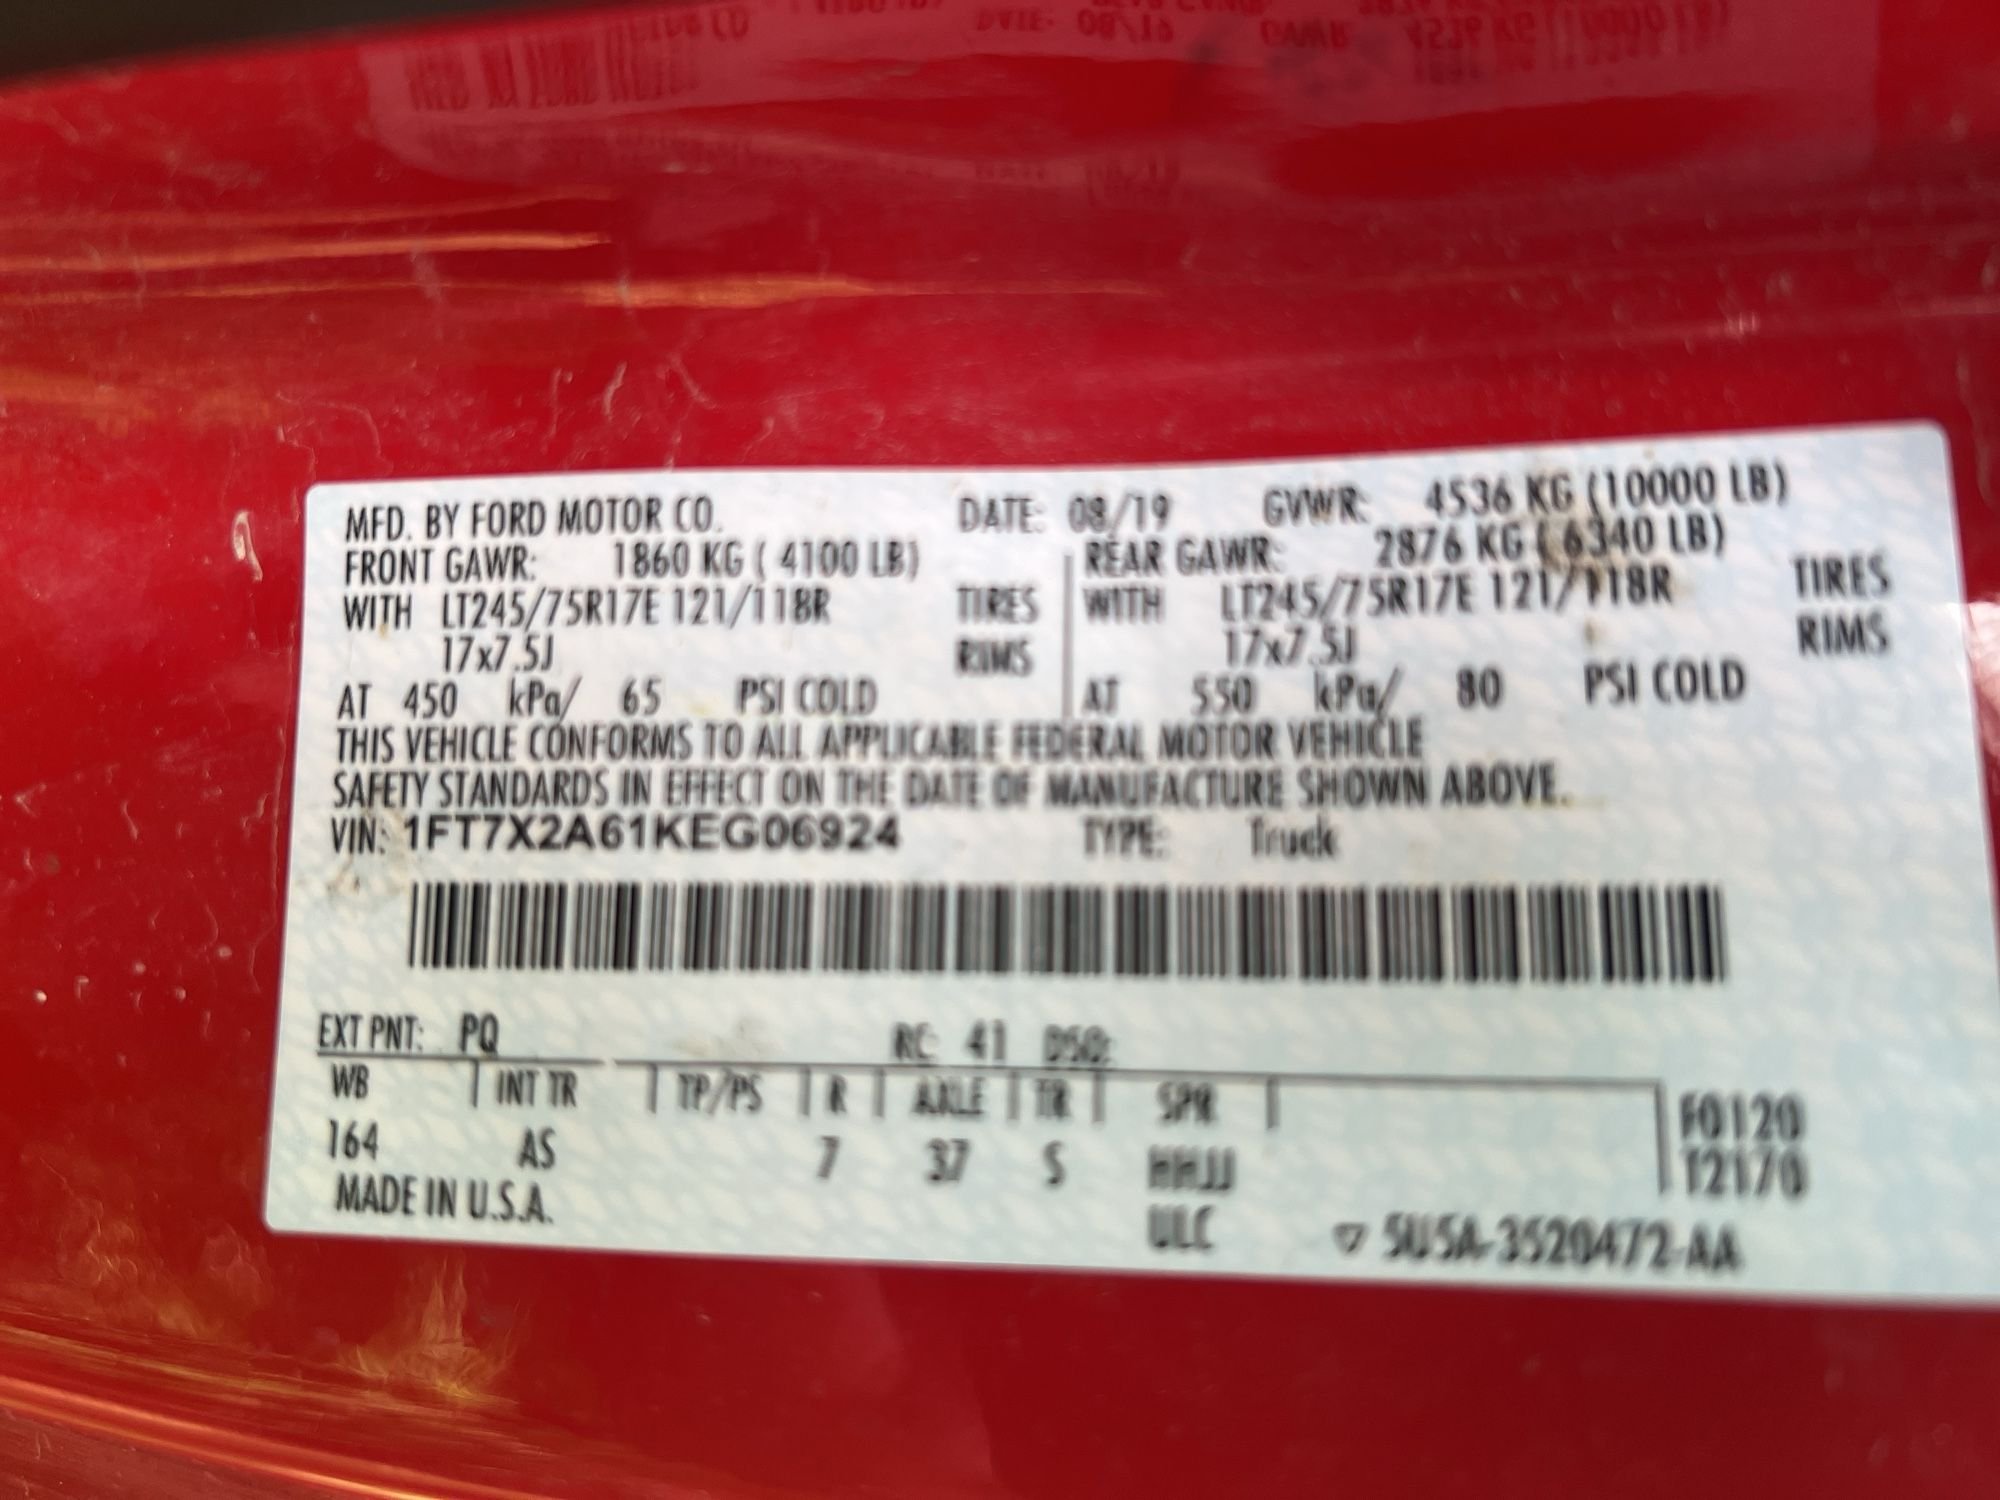 MFD. BY FORD MOTOR CO. DATE: 08/19 GVWR: 4536 KG (10000 LB)
FRONT GAWR: 1860 KG ( 4100 LB) REAR GAWR: 2876 KG ( 6340 LB)
WITH LT245/75R17E 121/118R TIRES WITH LT245/75R17E 121/118R TIRES
17x7.5J RIMS 17x7.5J RIMS
AT 450 kPa/ 65 PSI COLD AT 550 kPa/ 80 PSI COLD
THIS VEHICLE CONFORMS TO ALL APPLICABLE FEDERAL MOTOR VEHICLE
SAFETY STANDARDS IN EFFECT ON THE DATE OF MANUFACTURE SHOWN ABOVE.
VIN: 1FT7X2A61KEG06924 TYPE: Truck
EXT PNT: PQ RC: 41 DSO:
WB INT TR TP/PS R AXLE TR SPR F0120
164 AS 7 37 S HHJJ T2170
MADE IN U.S.A. ULC ▽ 5U5A-3520472-AA